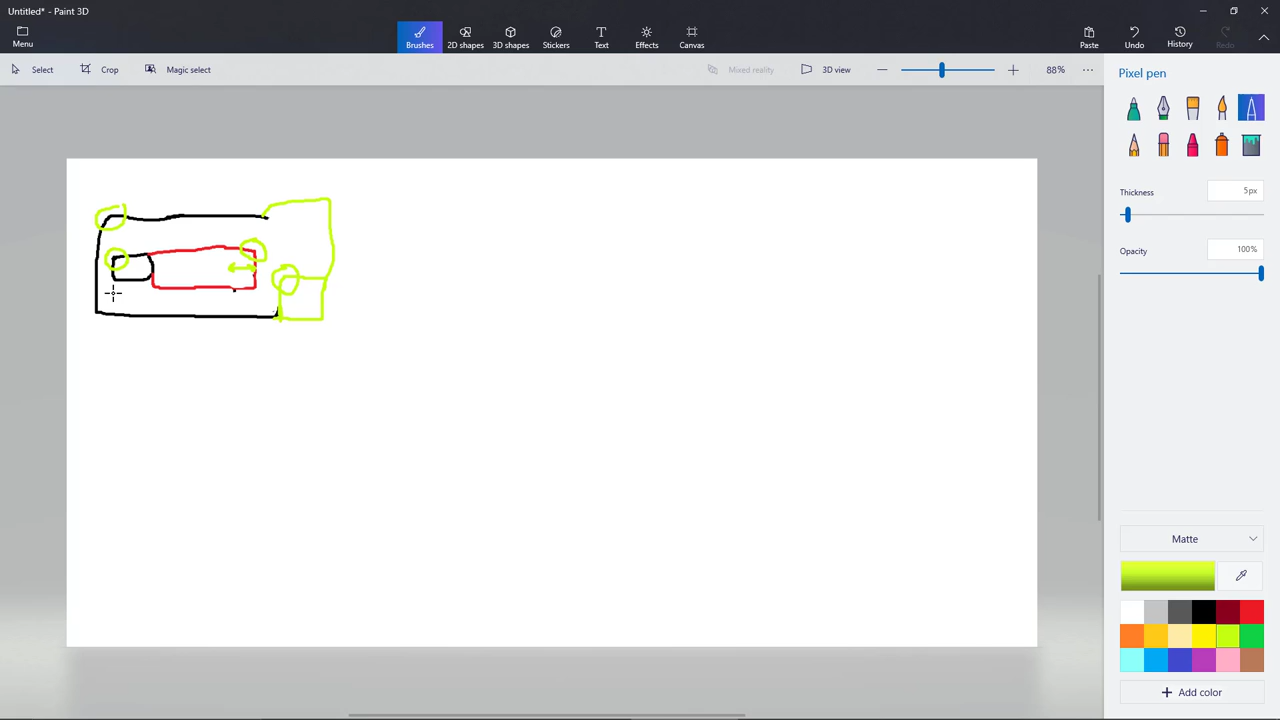 Untitled* - Paint 3D
Menu
Brushes
2D shapes
3D shapes
Stickers
Text
Effects
Canvas
Paste
Undo
History
Redo
Select
Crop
Magic select
Mixed reality
3D view
88%
Pixel pen
Thickness
5px
Opacity
100%
Matte
Add color